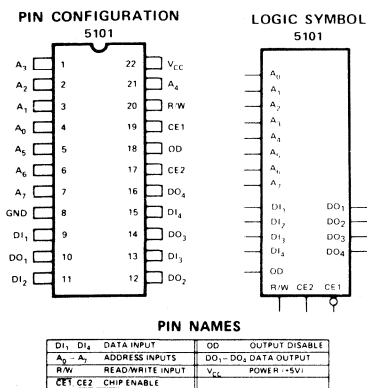 PIN CONFIGURATION
5101
A₃ 1 22 V_CC
A₂ 2 21 A₄
A₁ 3 20 R/W
A₀ 4 19 CE1
A₅ 5 18 OD
A₆ 6 17 CE2
A₇ 7 16 DO₄
GND 8 15 DI₄
DI₁ 9 14 DO₃
DO₁ 10 13 DI₃
DI₂ 11 12 DO₂
LOGIC SYMBOL
5101
A₀
A₁
A₂
A₃
A₄
A₅
A₆
A₇
DI₁ DO₁
DI₂ DO₂
DI₃ DO₃
DI₄ DO₄
OD
R/W CE2 C̅E̅1̅
PIN NAMES
DI₁ DI₄ DATA INPUT OD OUTPUT DISABLE
A₀ – A₇ ADDRESS INPUTS DO₁– DO₄ DATA OUTPUT
R/W READ/WRITE INPUT V_CC POWER (+5V)
C̅E̅1̅ CE2 CHIP ENABLE